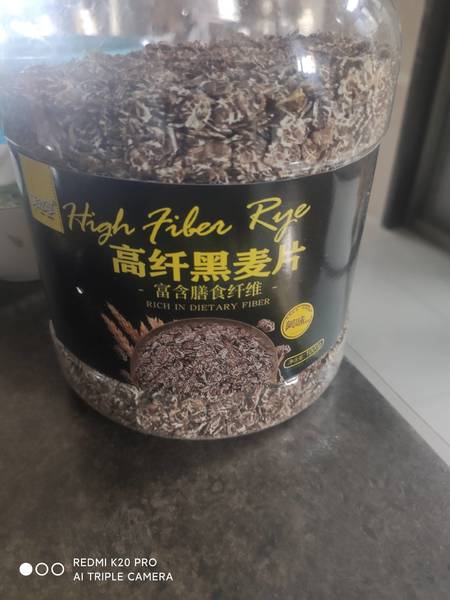 High Fiber Rye
高纤黑麦片
- 富含膳食纤维 -
RICH IN DIETARY FIBER
REDMI K20 PRO
AI TRIPLE CAMERA